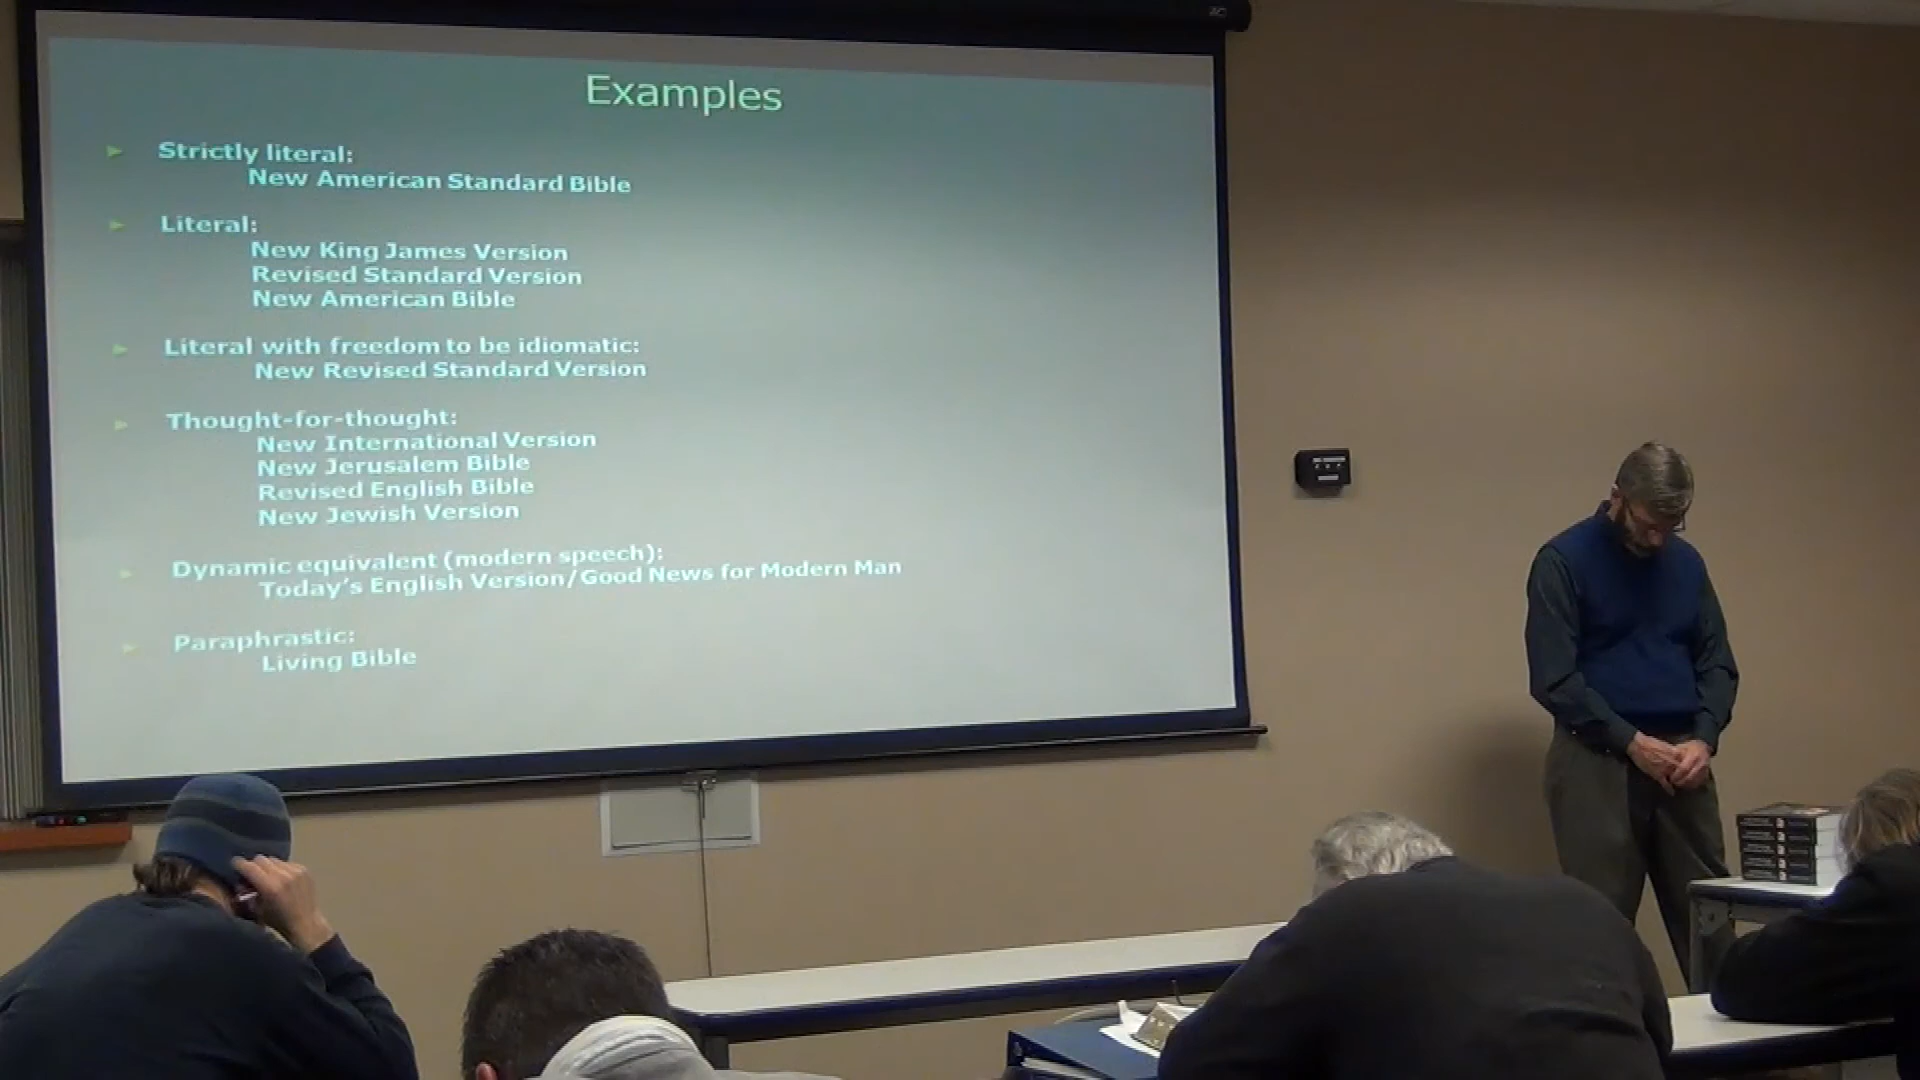 Examples
Strictly literal:
New American Standard Bible
Literal:
New King James Version
Revised Standard Version
New American Bible
Literal with freedom to be idiomatic:
New Revised Standard Version
Thought-for-thought:
New International Version
New Jerusalem Bible
Revised English Bible
New Jewish Version
Dynamic equivalent (modern speech):
Today's English Version/Good News for Modern Man
Paraphrastic:
Living Bible